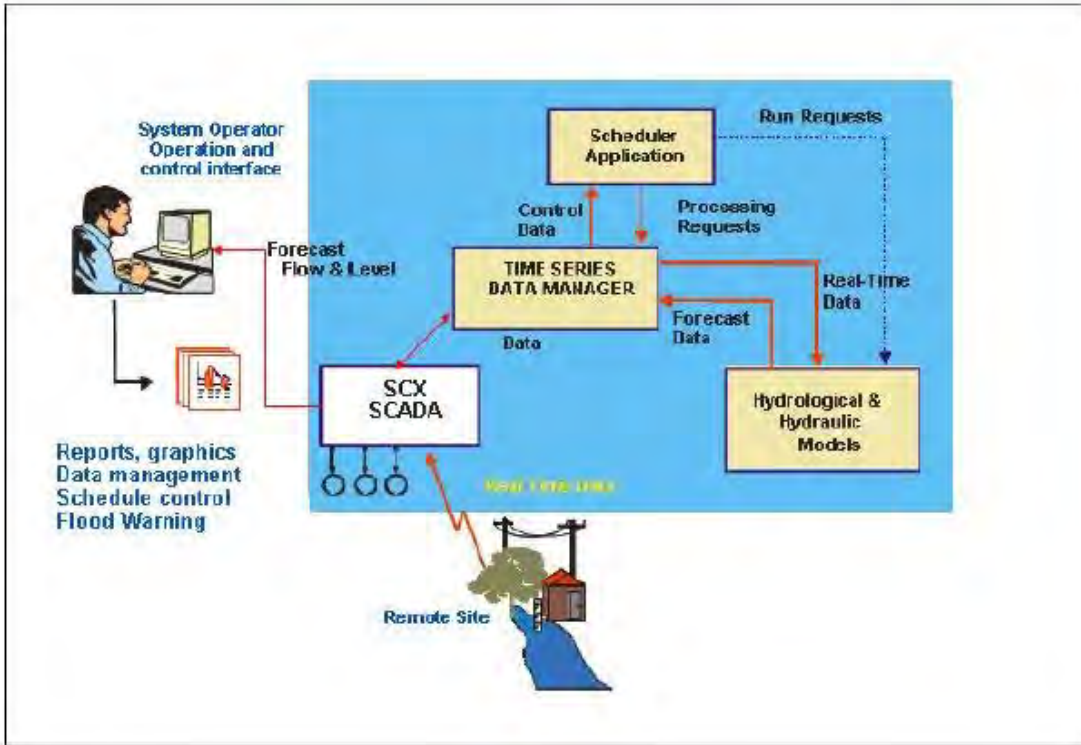 System Operator
Operation and
control interface
Scheduler
Application
Run Requests
Control
Data
Processing
Requests
Forecast
Flow & Level
TIME SERIES
DATA MANAGER
Real-Time
Data
Forecast
Data
Data
SCX
SCADA
Hydrological &
Hydraulic
Models
Reports, graphics
Data management
Schedule control
Flood Warning
Real Time Data
Remote Site